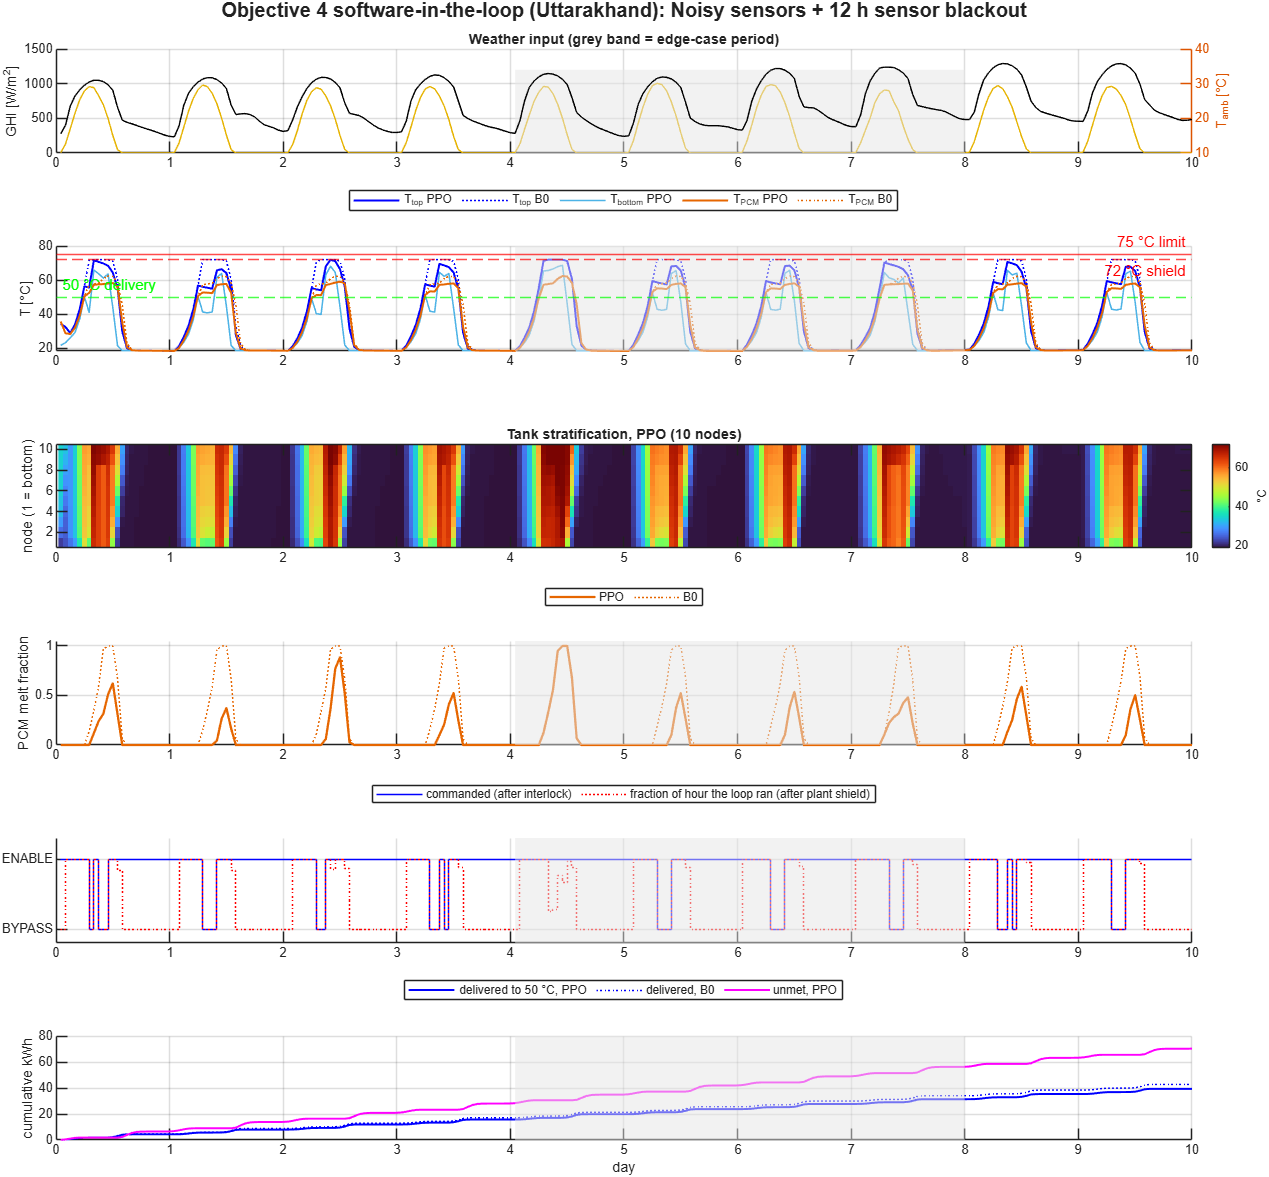 Objective 4 software-in-the-loop (Uttarakhand): Noisy sensors + 12 h sensor blackout
Weather input (grey band = edge-case period)
GHI [W/m²]
1500
1000
500
0
40
30
20
10
T_amb [°C]
0 1 2 3 4 5 6 7 8 9 10
T_top PPO T_top B0 T_bottom PPO T_PCM PPO T_PCM B0
T [°C]
80
60
40
20
75 °C limit
0 1 2 3 4 5 6 7 8 9 10
Tank stratification, PPO (10 nodes)
node (1 = bottom)
10
8
6
4
2
60
40
20
°C
0 1 2 3 4 5 6 7 8 9 10
PPO B0
PCM melt fraction
1
0.5
0
0 1 2 3 4 5 6 7 8 9 10
commanded (after interlock) fraction of hour the loop ran (after plant shield)
ENABLE
BYPASS
0 1 2 3 4 5 6 7 8 9 10
delivered to 50 °C, PPO delivered, B0 unmet, PPO
cumulative kWh
80
60
40
20
0
0 1 2 3 4 5 6 7 8 9 10
day